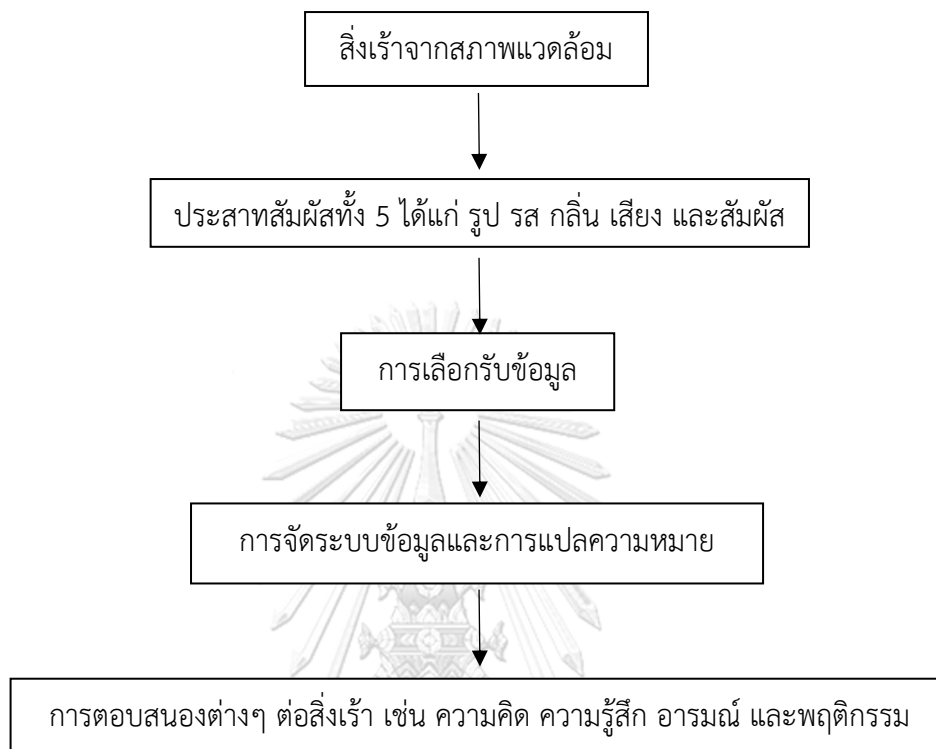 สิ่งเร้าจากสภาพแวดล้อม
ประสาทสัมผัสทั้ง 5 ได้แก่ รูป รส กลิ่น เสียง และสัมผัส
การเลือกรับข้อมูล
การจัดระบบข้อมูลและการแปลความหมาย
การตอบสนองต่างๆ ต่อสิ่งเร้า เช่น ความคิด ความรู้สึก อารมณ์ และพฤติกรรม